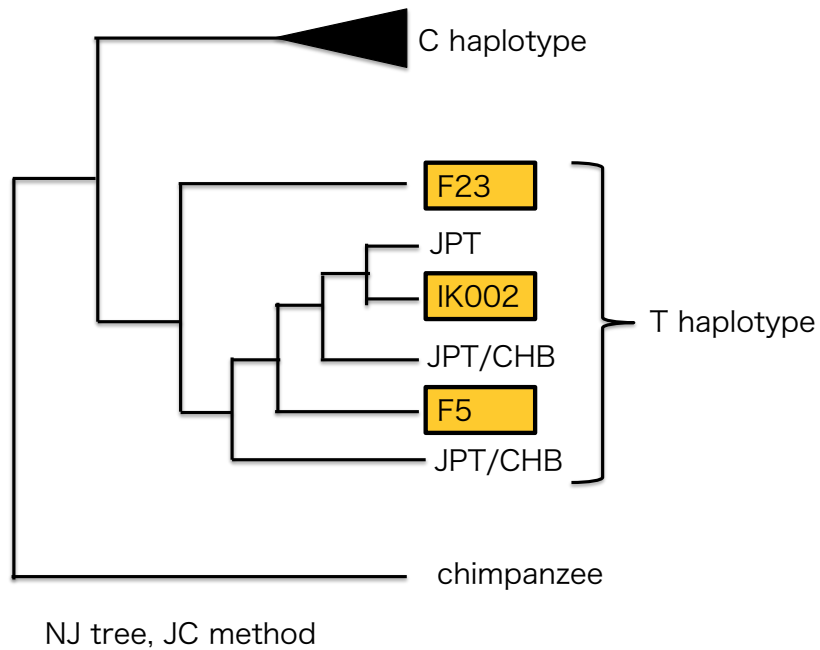 C haplotype
F23
JPT
IK002
T haplotype
JPT/CHB
F5
JPT/CHB
chimpanzee
NJ tree, JC method